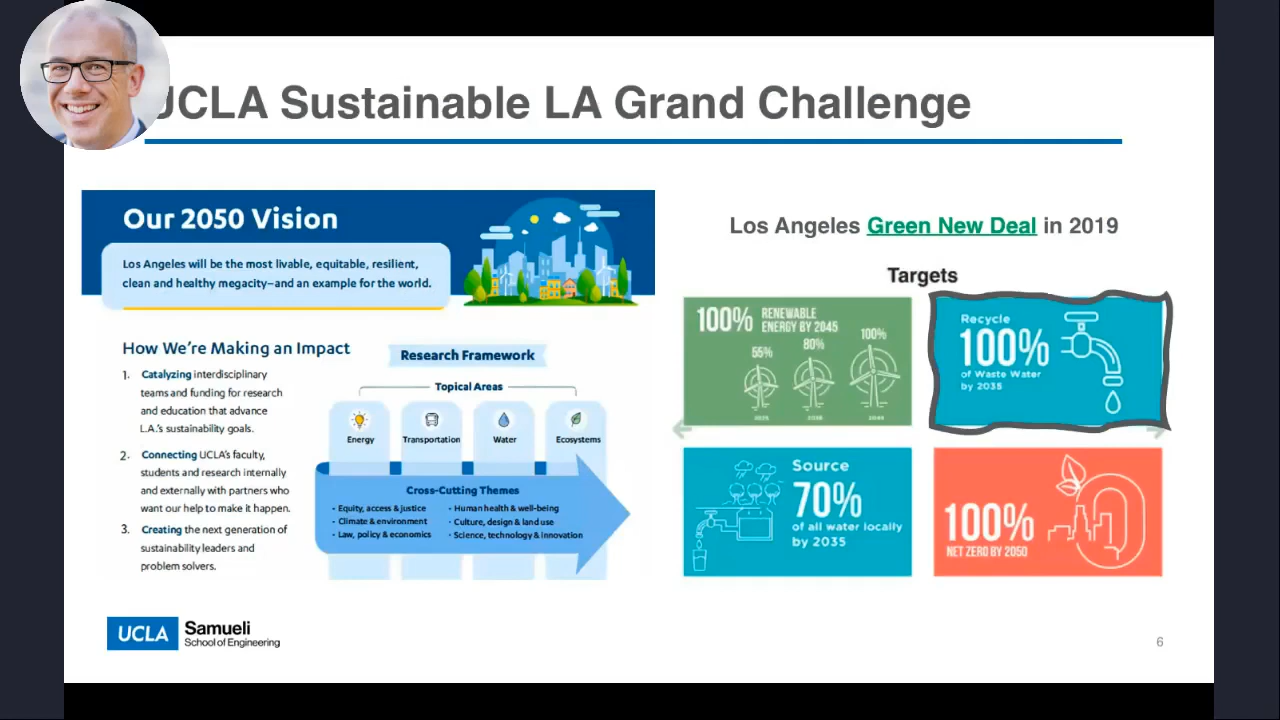 UCLA Sustainable LA Grand Challenge
Our 2050 Vision
Los Angeles will be the most livable, equitable, resilient,
clean and healthy megacity—and an example for the world.
How We're Making an Impact
1. Catalyzing interdisciplinary
teams and funding for research
and education that advance
L.A.'s sustainability goals.
2. Connecting UCLA's faculty,
students and research internally
and externally with partners who
want our help to make it happen.
3. Creating the next generation of
sustainability leaders and
problem solvers.
Research Framework
Topical Areas
Energy
Transportation
Water
Ecosystems
Cross-Cutting Themes
• Equity, access & justice
• Climate & environment
• Law, policy & economics
• Human health & well-being
• Culture, design & land use
• Science, technology & innovation
Los Angeles Green New Deal in 2019
Targets
100% RENEWABLE
ENERGY BY 2045
55%
80%
100%
Recycle
100%
of Waste Water
by 2035
Source
70%
of all water locally
by 2035
100%
NET ZERO BY 2050
UCLA Samueli
School of Engineering
6